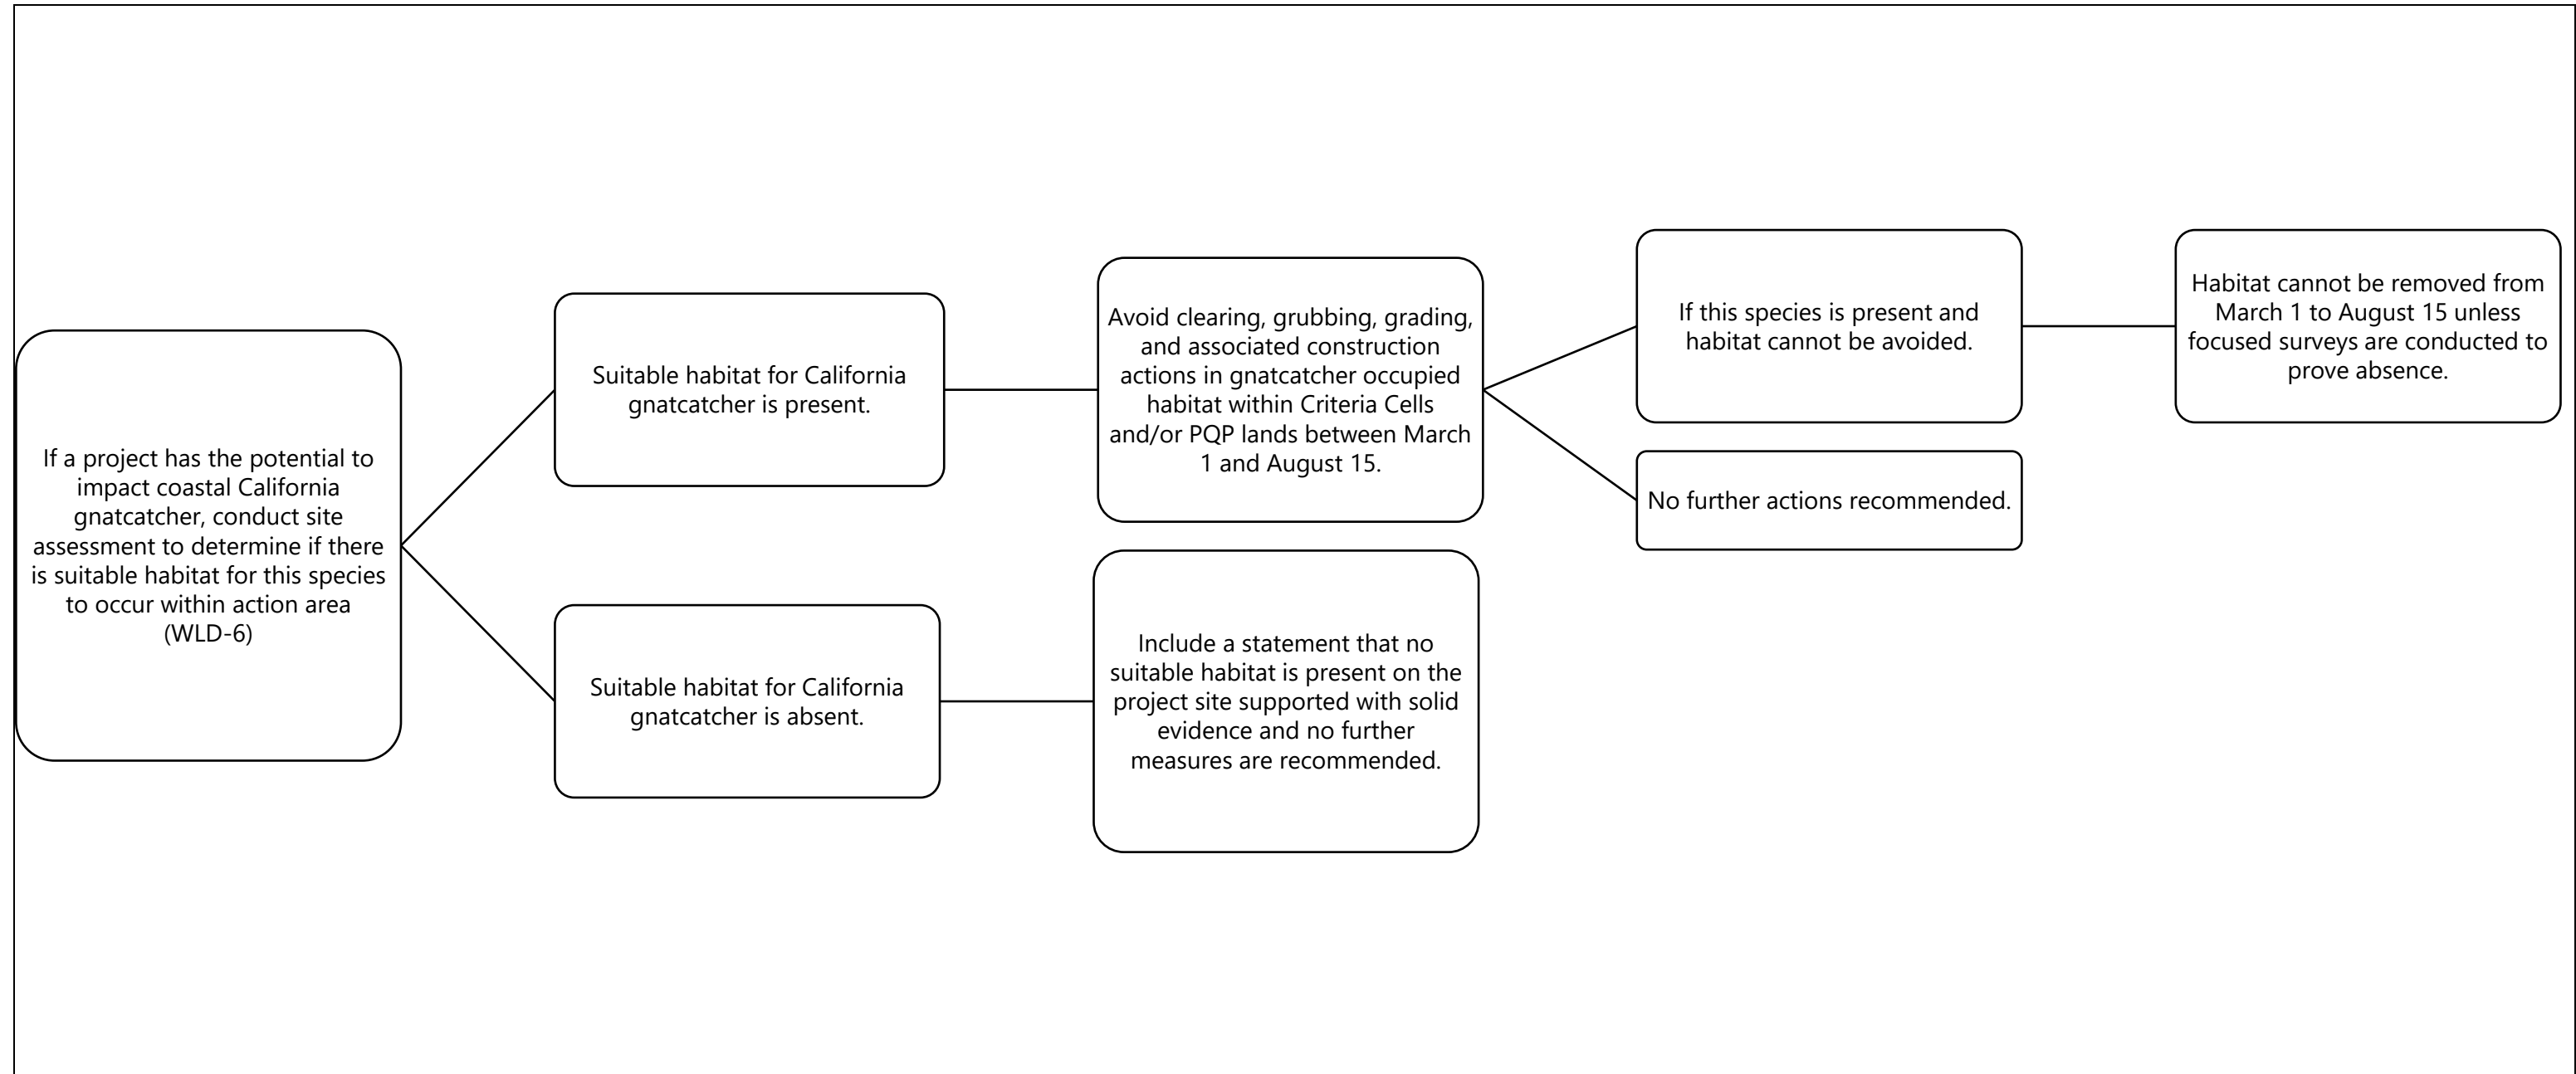 If a project has the potential to
impact coastal California
gnatcatcher, conduct site
assessment to determine if there
is suitable habitat for this species
to occur within action area
(WLD-6)
Suitable habitat for California
gnatcatcher is present.
Avoid clearing, grubbing, grading,
and associated construction
actions in gnatcatcher occupied
habitat within Criteria Cells
and/or PQP lands between March
1 and August 15.
If this species is present and
habitat cannot be avoided.
Habitat cannot be removed from
March 1 to August 15 unless
focused surveys are conducted to
prove absence.
No further actions recommended.
Suitable habitat for California
gnatcatcher is absent.
Include a statement that no
suitable habitat is present on the
project site supported with solid
evidence and no further
measures are recommended.